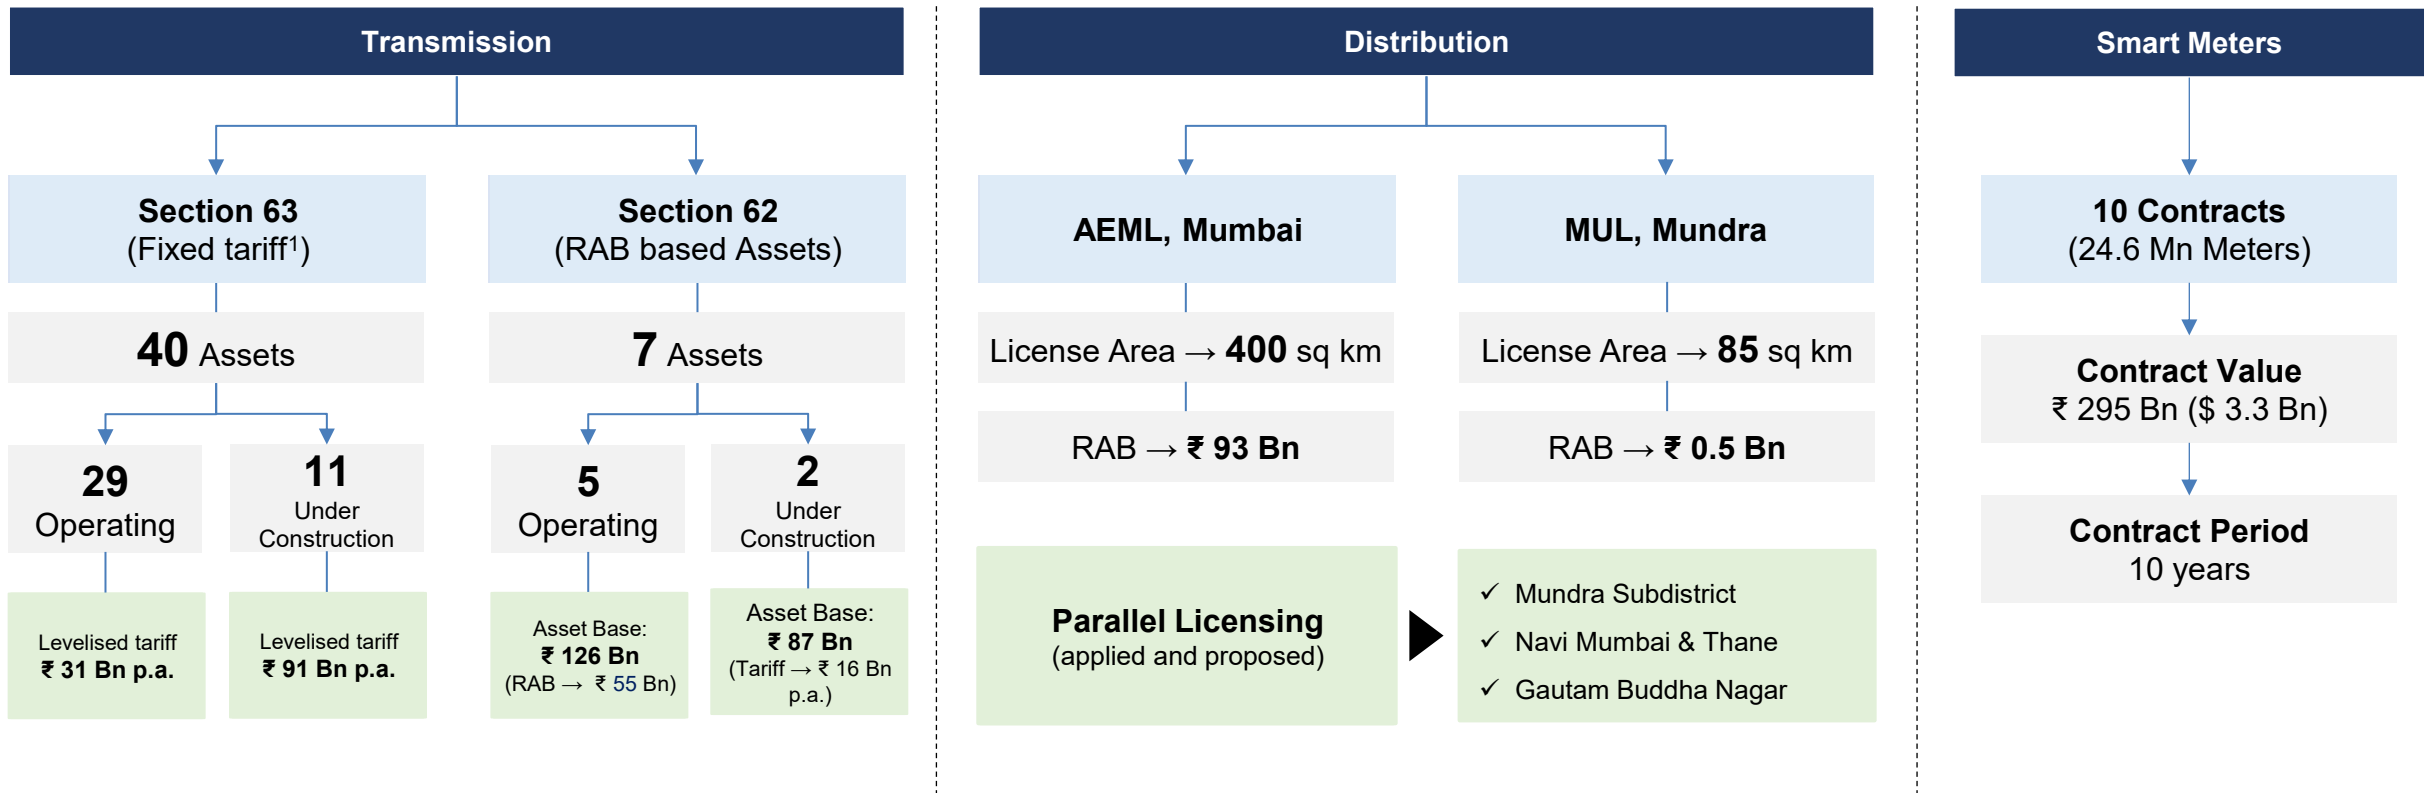 Transmission
Section 63
(Fixed tariff¹)
40 Assets
29
Operating
Levelised tariff
₹ 31 Bn p.a.
11
Under
Construction
Levelised tariff
₹ 91 Bn p.a.
Section 62
(RAB based Assets)
7 Assets
5
Operating
Asset Base:
₹ 126 Bn
(RAB → ₹ 55 Bn)
2
Under
Construction
Asset Base:
₹ 87 Bn
(Tariff → ₹ 16 Bn
p.a.)
Distribution
AEML, Mumbai
License Area → 400 sq km
RAB → ₹ 93 Bn
MUL, Mundra
License Area → 85 sq km
RAB → ₹ 0.5 Bn
Parallel Licensing
(applied and proposed)
✓ Mundra Subdistrict
✓ Navi Mumbai & Thane
✓ Gautam Buddha Nagar
Smart Meters
10 Contracts
(24.6 Mn Meters)
Contract Value
₹ 295 Bn ($ 3.3 Bn)
Contract Period
10 years